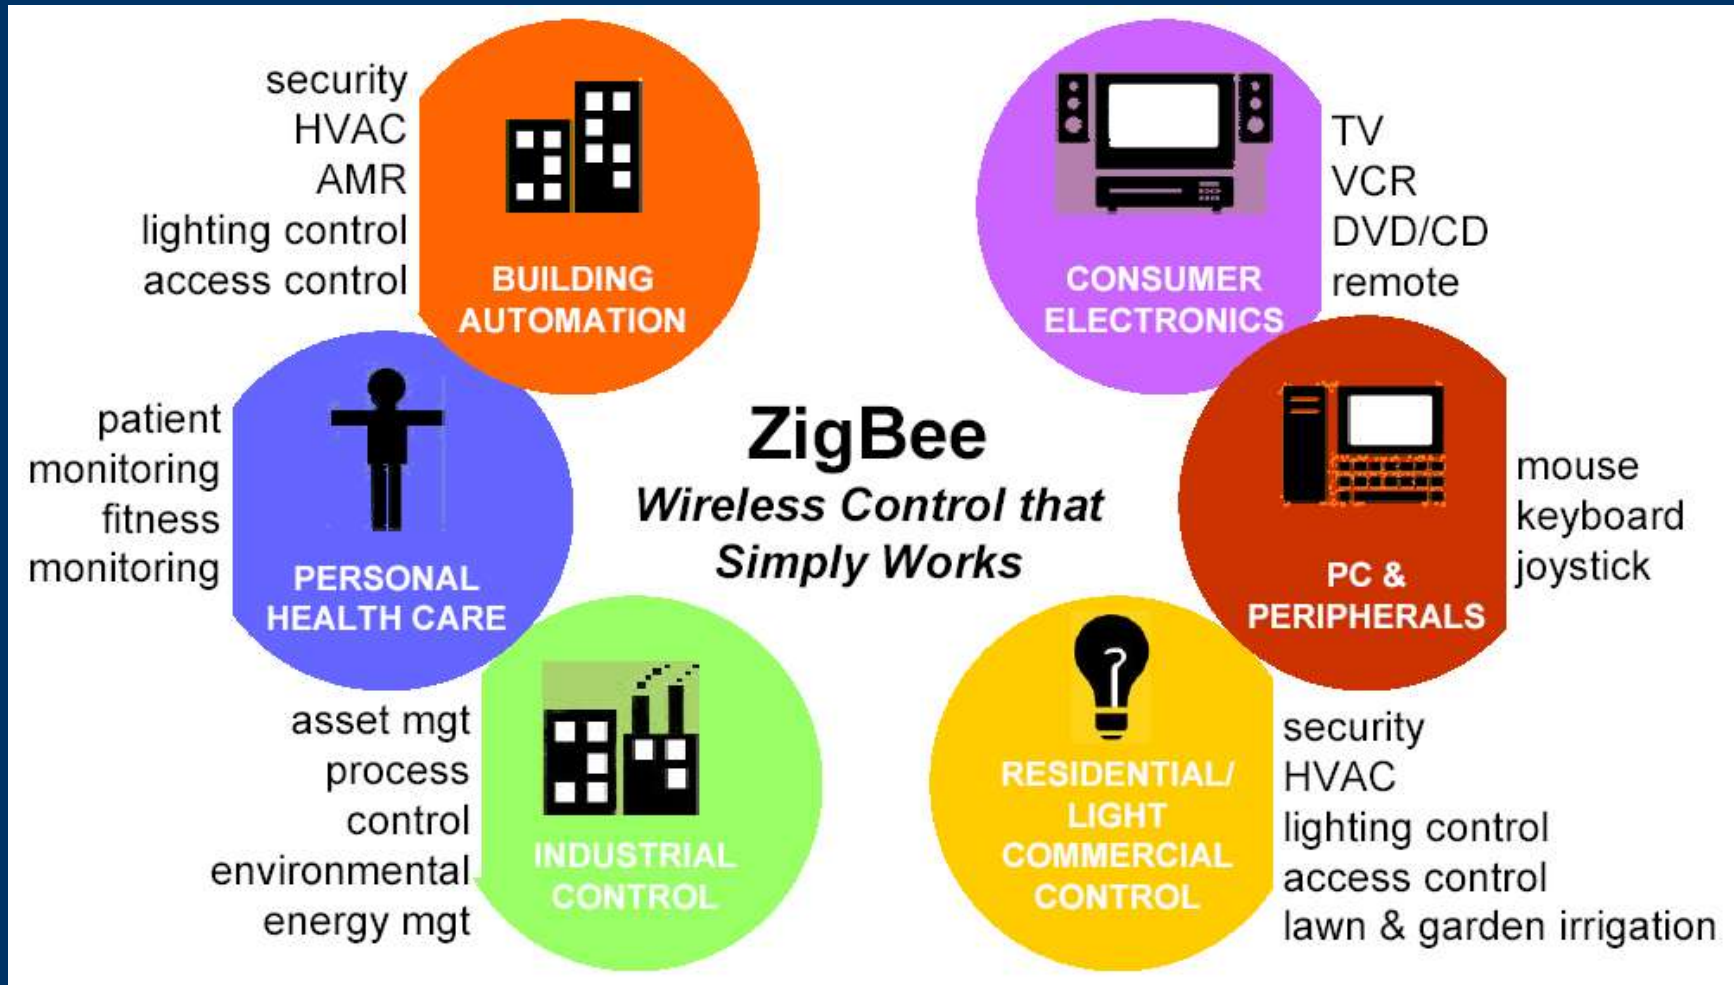 security
HVAC
AMR
lighting control
access control
BUILDING
AUTOMATION
CONSUMER
ELECTRONICS
TV
VCR
DVD/CD
remote
patient
monitoring
fitness
monitoring
PERSONAL
HEALTH CARE
ZigBee
Wireless Control that
Simply Works
PC &
PERIPHERALS
mouse
keyboard
joystick
asset mgt
process
control
environmental
energy mgt
INDUSTRIAL
CONTROL
RESIDENTIAL/
LIGHT
COMMERCIAL
CONTROL
security
HVAC
lighting control
access control
lawn & garden irrigation